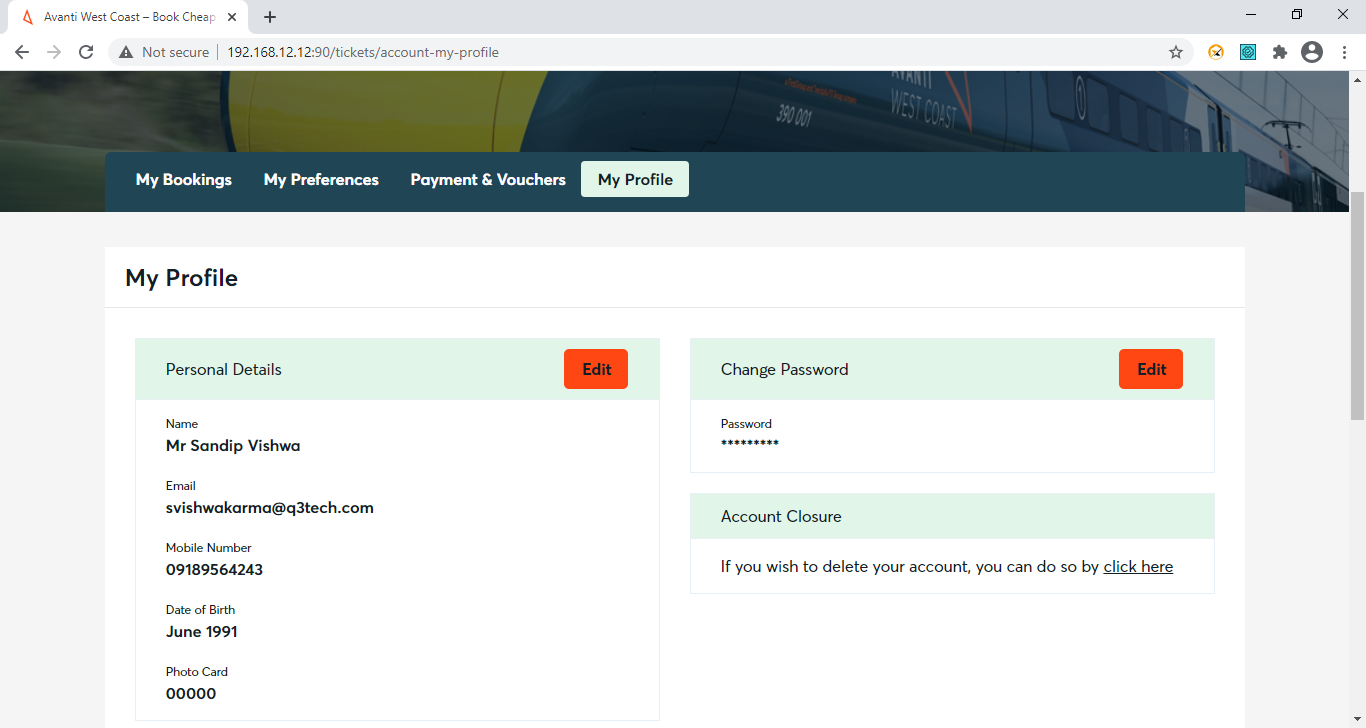 Avanti West Coast – Book Cheap
Not secure
192.168.12.12:90/tickets/account-my-profile
390 001
AVANTI
WEST COAST
My Bookings
My Preferences
Payment & Vouchers
My Profile
My Profile
Personal Details
Edit
Name
Mr Sandip Vishwa
Email
svishwakarma@q3tech.com
Mobile Number
09189564243
Date of Birth
June 1991
Photo Card
00000
Change Password
Edit
Password
*********
Account Closure
If you wish to delete your account, you can do so by click here